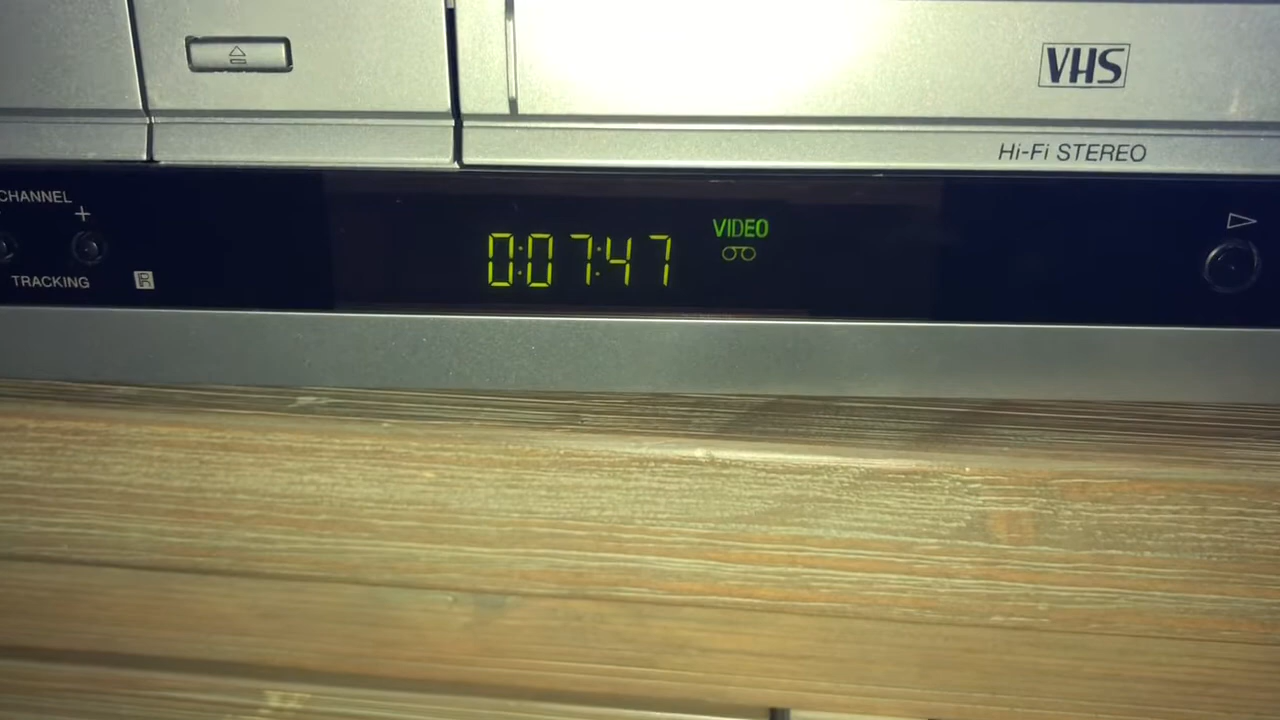 VHS
Hi-Fi STEREO
CHANNEL
+
TRACKING
0:07:47
VIDEO